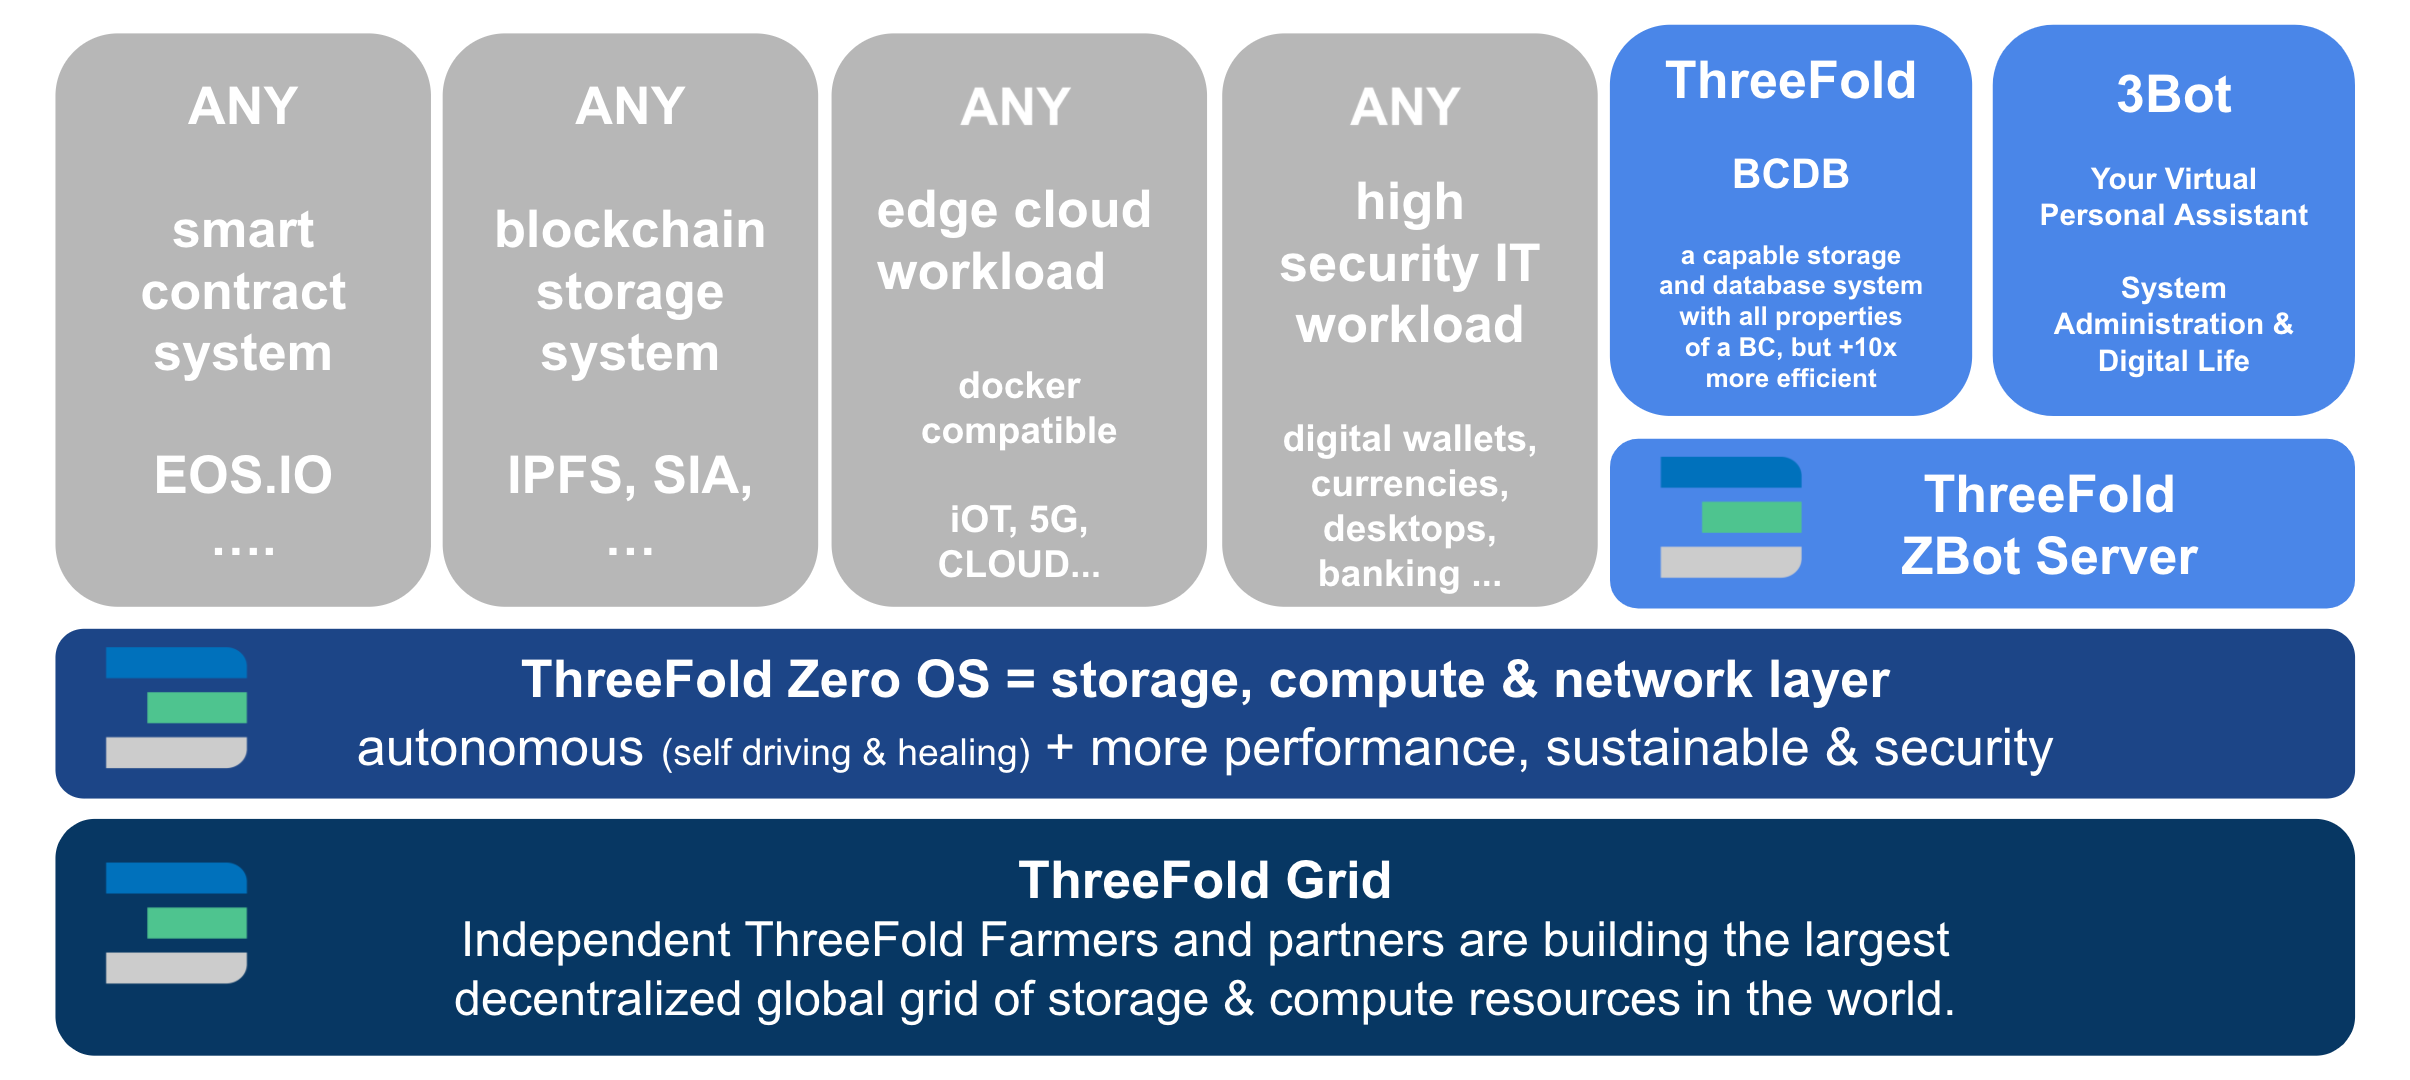 ANY
smart
contract
system
EOS.IO
....
ANY
blockchain
storage
system
IPFS, SIA,
...
ANY
edge cloud
workload
docker
compatible
iOT, 5G,
CLOUD...
ANY
high
security IT
workload
digital wallets,
currencies,
desktops,
banking ...
ThreeFold
BCDB
a capable storage
and database system
with all properties
of a BC, but +10x
more efficient
3Bot
Your Virtual
Personal Assistant
System
Administration &
Digital Life
ThreeFold
ZBot Server
ThreeFold Zero OS = storage, compute & network layer
autonomous (self driving & healing) + more performance, sustainable & security
ThreeFold Grid
Independent ThreeFold Farmers and partners are building the largest
decentralized global grid of storage & compute resources in the world.